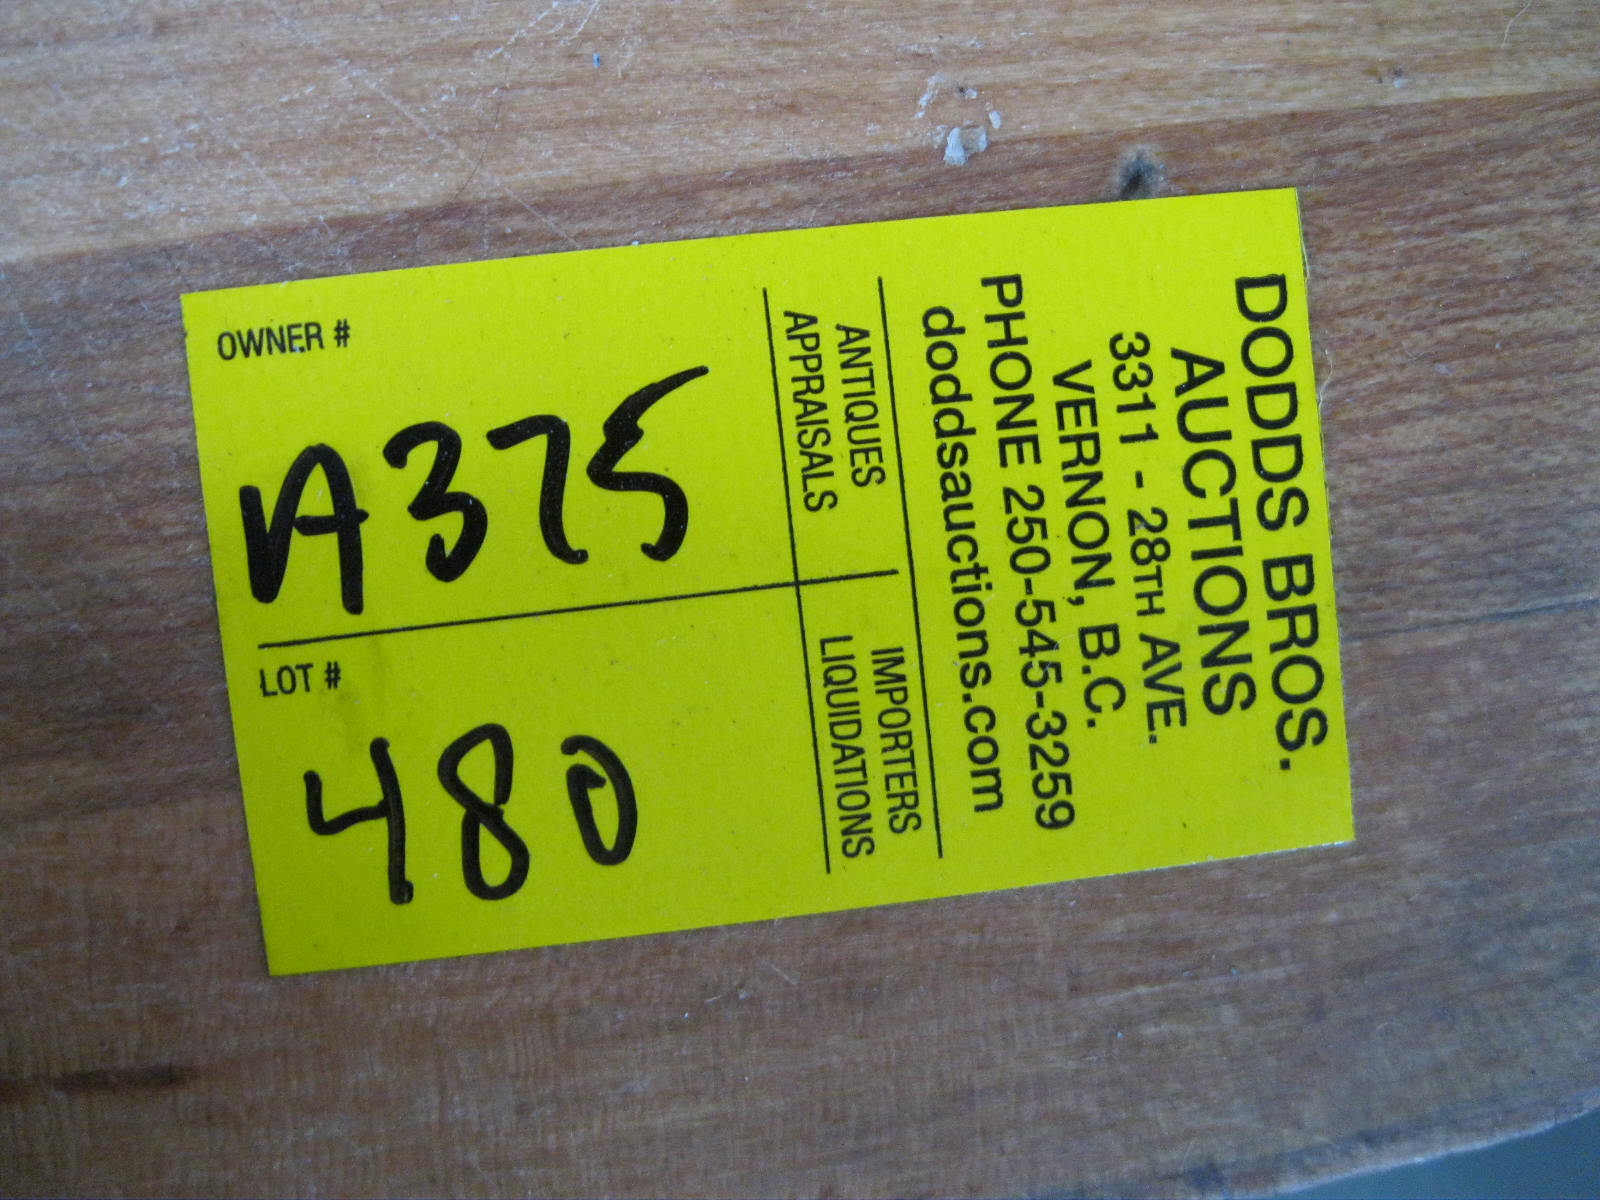 DODDS BROS.
AUCTIONS
3311 - 28TH AVE.
VERNON, B.C.
PHONE 250-545-3259
doddsauctions.com
ANTIQUES
APPRAISALS
IMPORTERS
LIQUIDATIONS
OWNER #
A375
LOT #
480